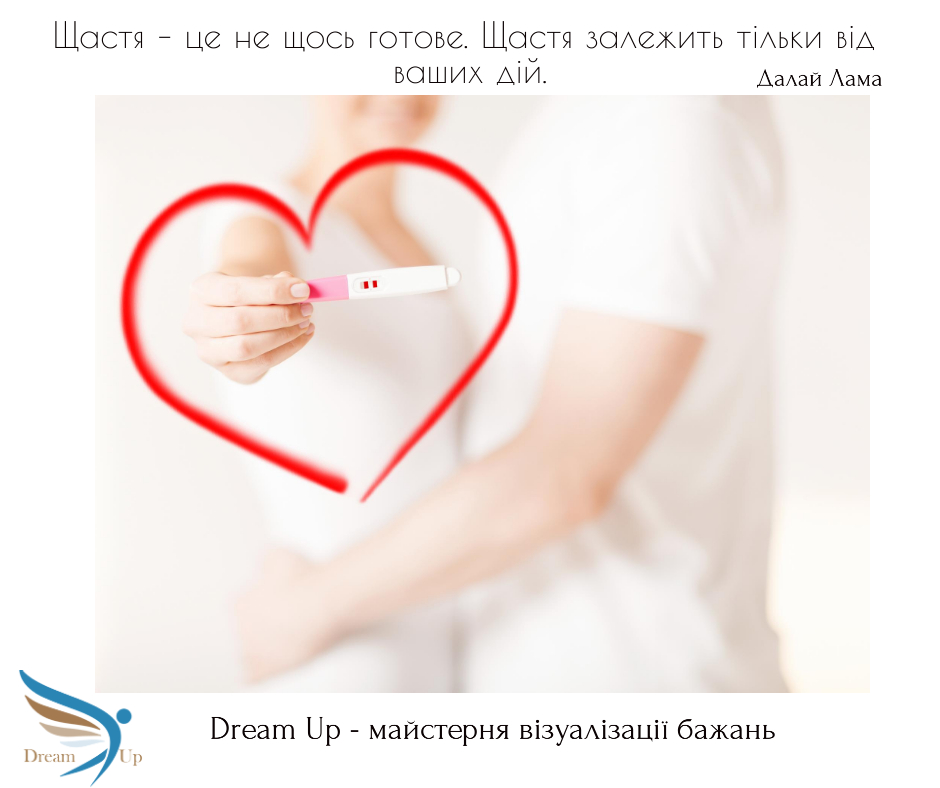 Щастя – це не щось готове. Щастя залежить тільки від
ваших дій.
Далай Лама
Dream Up
Dream Up - майстерня візуалізації бажань